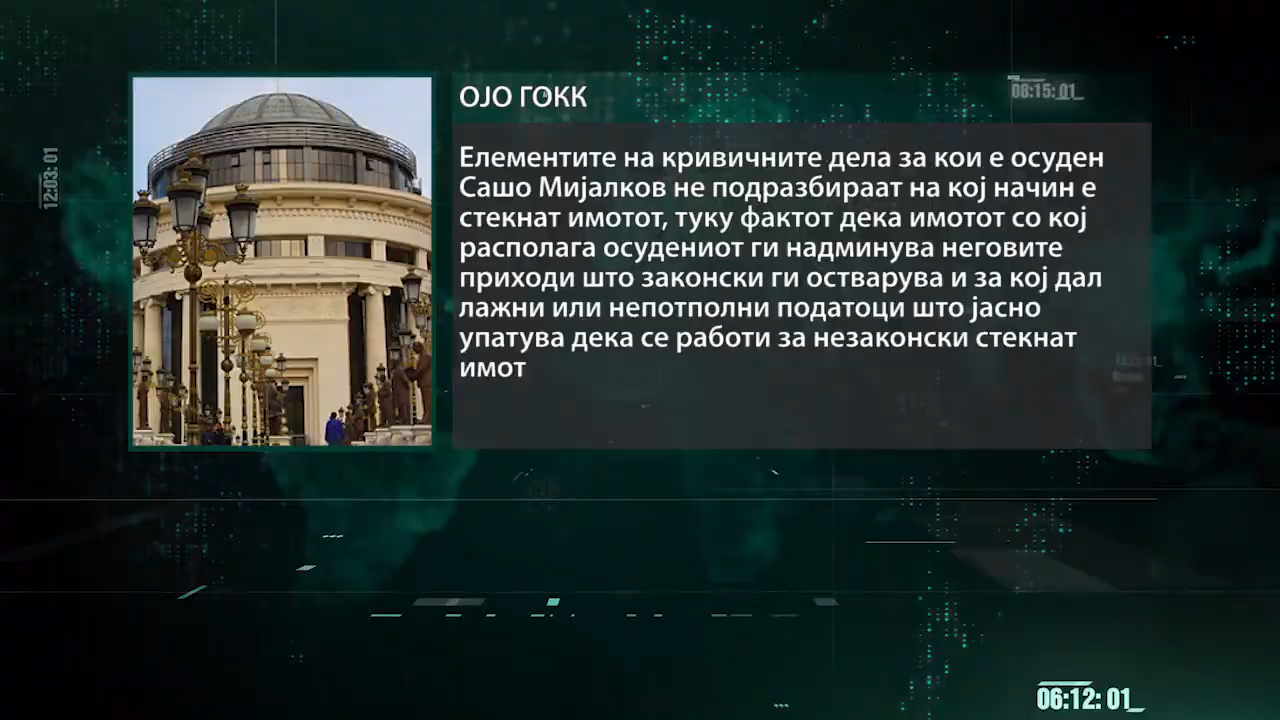 ОЈО ГОКК
08:15: 01
12:03: 01
Елементите на кривичните дела за кои е осуден
Сашо Мијалков не подразбираат на кој начин е
стекнат имотот, туку фактот дека имотот со кој
располага осудениот ги надминува неговите
приходи што законски ги остварува и за кој дал
лажни или непотполни податоци што јасно
упатува дека се работи за незаконски стекнат
имот
06:12: 01